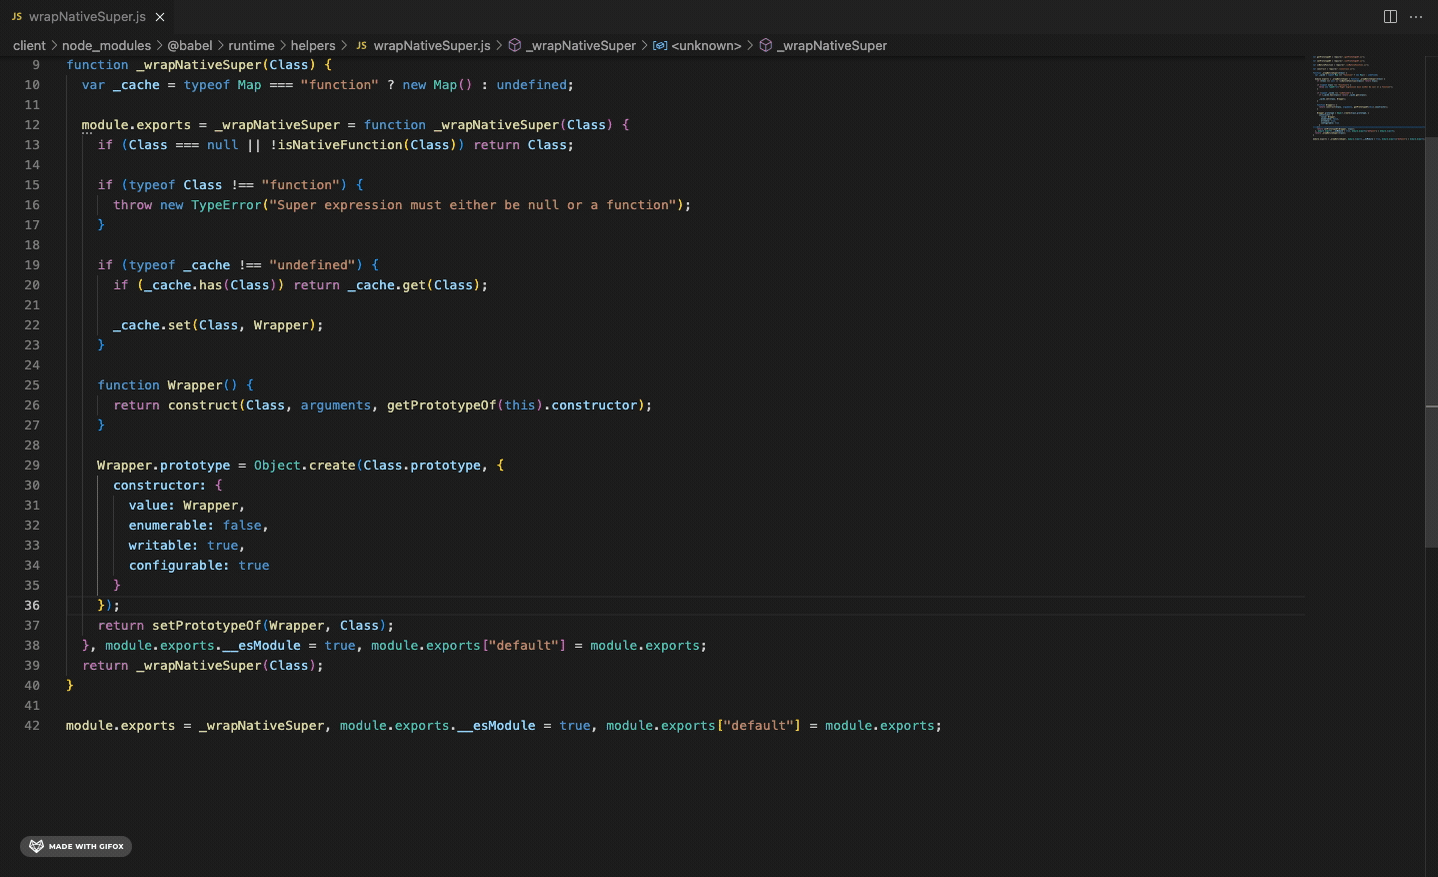 JS wrapNativeSuper.js
client > node_modules > @babel > runtime > helpers > JS wrapNativeSuper.js > _wrapNativeSuper > <unknown> > _wrapNativeSuper
9 function _wrapNativeSuper(Class) {
10 var _cache = typeof Map === "function" ? new Map() : undefined;
11
12 module.exports = _wrapNativeSuper = function _wrapNativeSuper(Class) {
13 if (Class === null || !isNativeFunction(Class)) return Class;
14
15 if (typeof Class !== "function") {
16 throw new TypeError("Super expression must either be null or a function");
17 }
18
19 if (typeof _cache !== "undefined") {
20 if (_cache.has(Class)) return _cache.get(Class);
21
22 _cache.set(Class, Wrapper);
23 }
24
25 function Wrapper() {
26 return construct(Class, arguments, getPrototypeOf(this).constructor);
27 }
28
29 Wrapper.prototype = Object.create(Class.prototype, {
30 constructor: {
31 value: Wrapper,
32 enumerable: false,
33 writable: true,
34 configurable: true
35 }
36 });
37 return setPrototypeOf(Wrapper, Class);
38 }, module.exports.__esModule = true, module.exports["default"] = module.exports;
39 return _wrapNativeSuper(Class);
40 }
41
42 module.exports = _wrapNativeSuper, module.exports.__esModule = true, module.exports["default"] = module.exports;
MADE WITH GIFOX